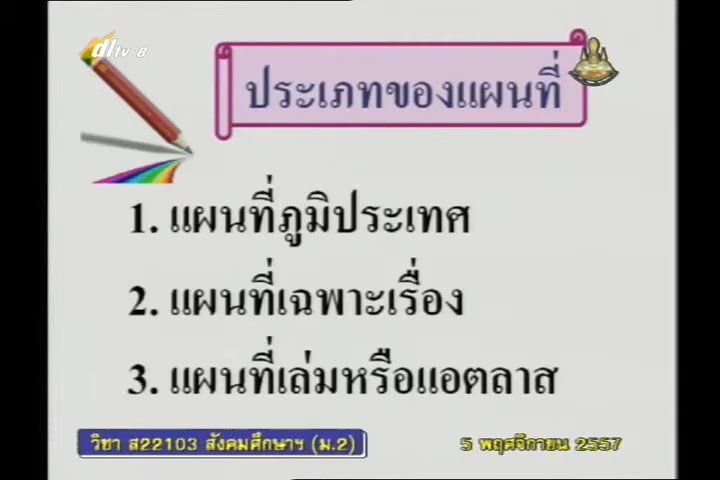 dltv 8
ประเภทของแผนที่
1. แผนที่ภูมิประเทศ
2. แผนที่เฉพาะเรื่อง
3. แผนที่เล่มหรือแอตลาส
วิชา ส22103 สังคมศึกษาฯ (ม.2)
5 พฤศจิกายน 2557